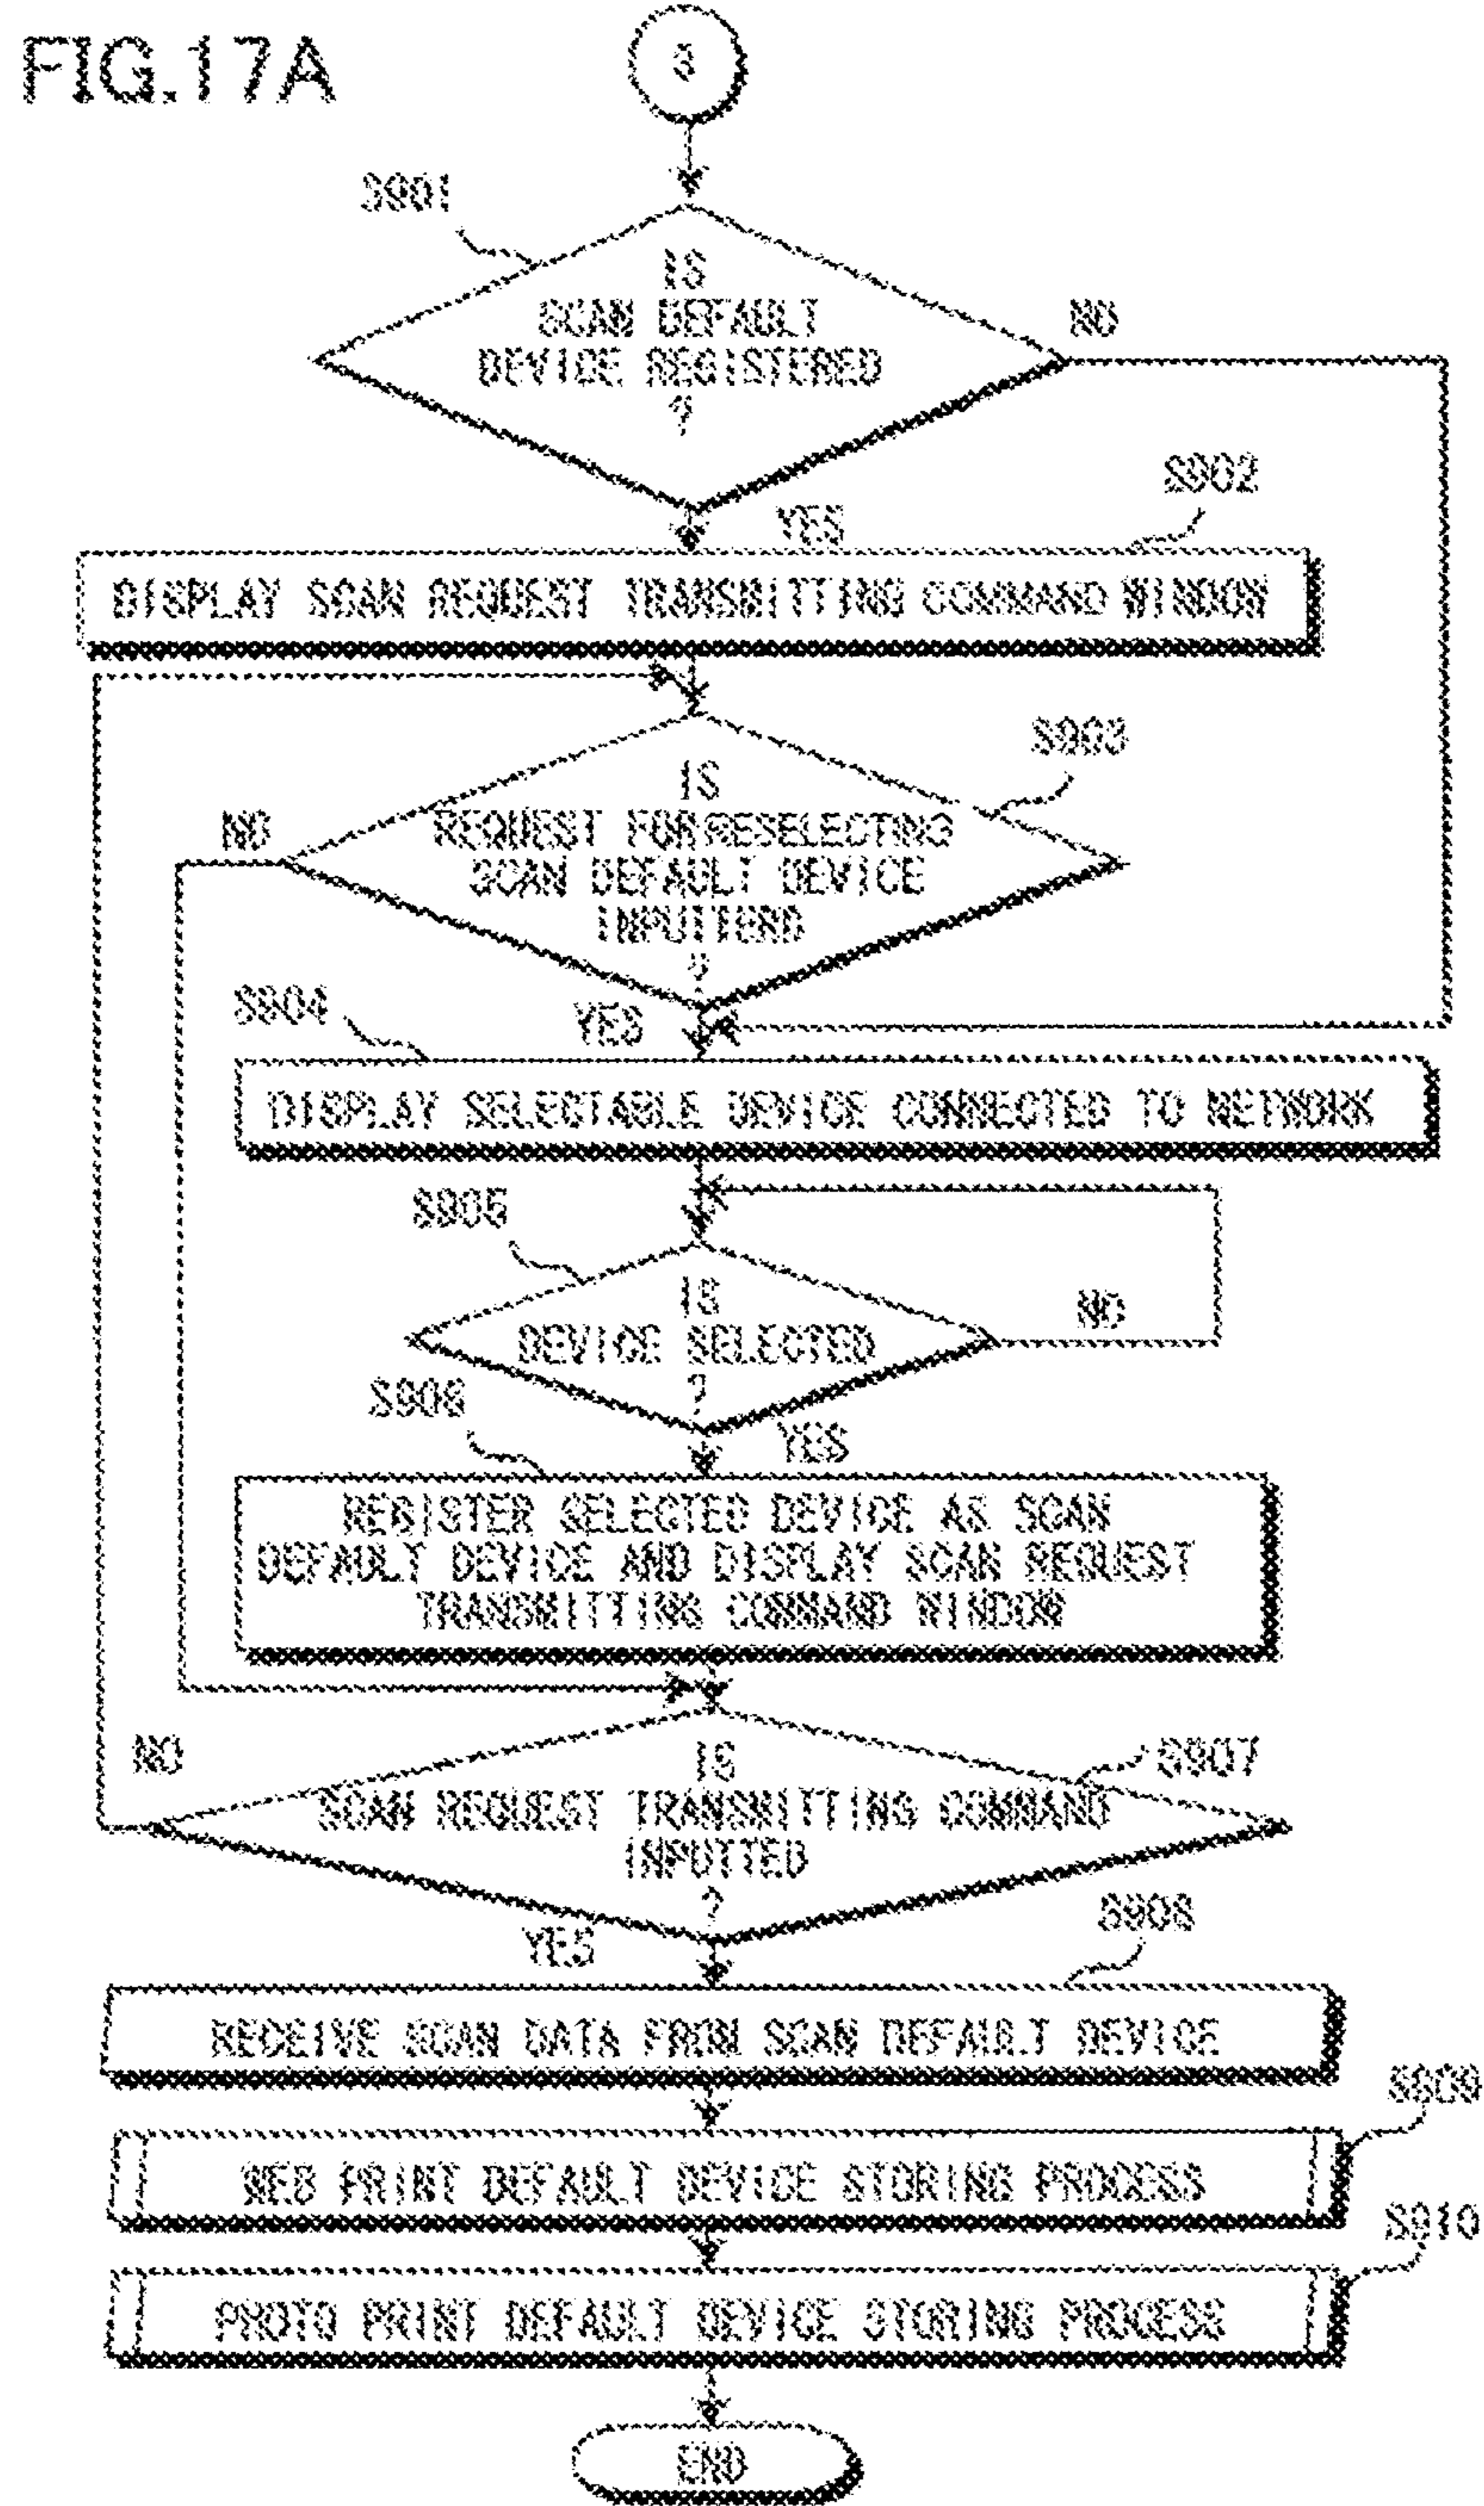 FIG.17A
3
S901
IS
SCAN DEFAULT
DEVICE REGISTERED
?
NO
YES
S902
DISPLAY SCAN REQUEST TRANSMITTING COMMAND WINDOW
S903
IS
REQUEST FOR RESELECTING
SCAN DEFAULT DEVICE
INPUTTERD
?
NO
YES
S904
DISPLAY SELECTABLE DEVICE CONNECTED TO NETWORK
S905
IS
DEVICE SELECTED
?
NO
YES
S906
REGISTER SELECTED DEVICE AS SCAN
DEFAULT DEVICE AND DISPLAY SCAN REQUEST
TRANSMITTING COMMAND WINDOW
NO
S907
IS
SCAN REQUEST TRANSMITTING COMMAND
INPUTTED
?
YES
S908
RECEIVE SCAN DATA FROM SCAN DEFAULT DEVICE
S909
WEB PRINT DEFAULT DEVICE STORING PROCESS
S910
PHOTO PRINT DEFAULT DEVICE STORING PROCESS
END